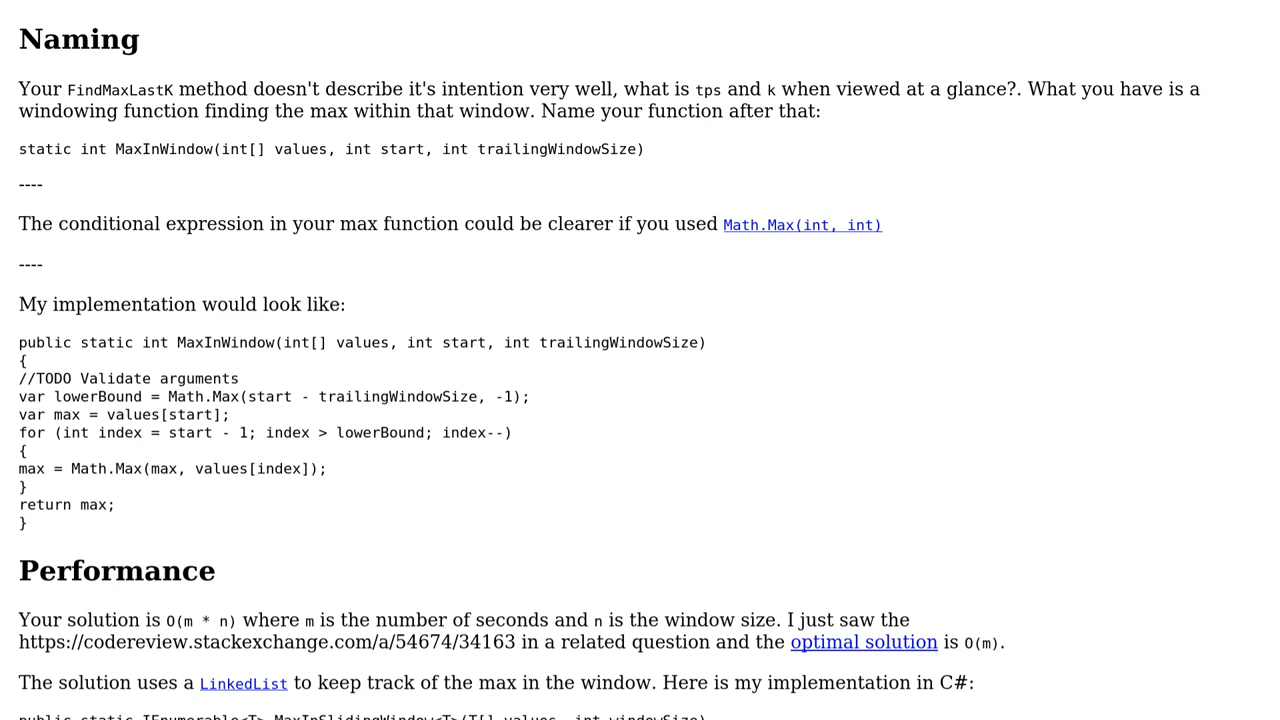 Naming
Your FindMaxLastK method doesn't describe it's intention very well, what is tps and k when viewed at a glance?. What you have is a
windowing function finding the max within that window. Name your function after that:
static int MaxInWindow(int[] values, int start, int trailingWindowSize)
----
The conditional expression in your max function could be clearer if you used Math.Max(int, int)
----
My implementation would look like:
public static int MaxInWindow(int[] values, int start, int trailingWindowSize)
{
//TODO Validate arguments
var lowerBound = Math.Max(start - trailingWindowSize, -1);
var max = values[start];
for (int index = start - 1; index > lowerBound; index--)
{
max = Math.Max(max, values[index]);
}
return max;
}
Performance
Your solution is O(m * n) where m is the number of seconds and n is the window size. I just saw the
https://codereview.stackexchange.com/a/54674/34163 in a related question and the optimal solution is O(m).
The solution uses a LinkedList to keep track of the max in the window. Here is my implementation in C#:
public static IEnumerable<T> MaxInSlidingWindow<T>(T[] values, int windowSize)